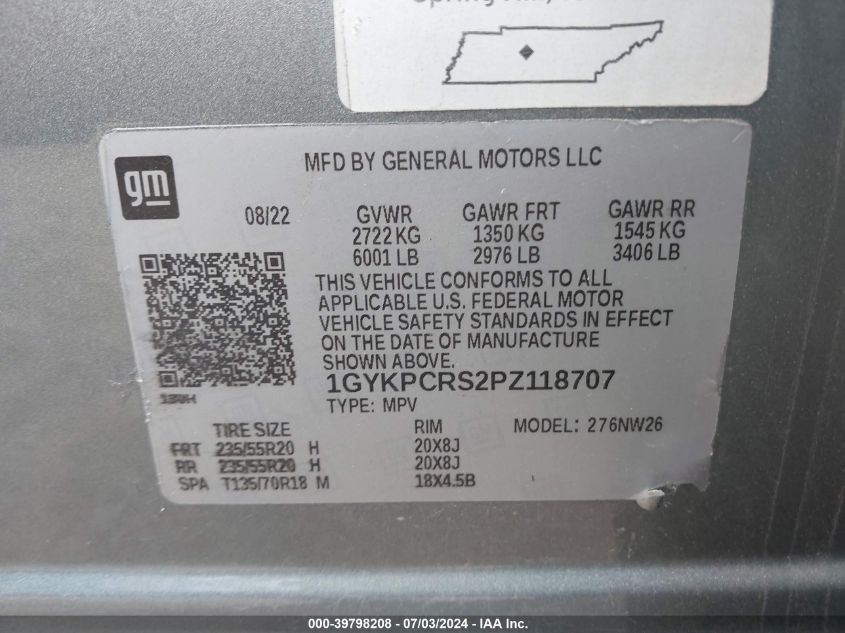 gm
MFD BY GENERAL MOTORS LLC
08/22
GVWR GAWR FRT GAWR RR
2722 KG 1350 KG 1545 KG
6001 LB 2976 LB 3406 LB
THIS VEHICLE CONFORMS TO ALL
APPLICABLE U.S. FEDERAL MOTOR
VEHICLE SAFETY STANDARDS IN EFFECT
ON THE DATE OF MANUFACTURE
SHOWN ABOVE.
1GYKPCRS2PZ118707
TYPE: MPV
TIRE SIZE RIM MODEL: 276NW26
FRT 235/55R20 H 20X8J
RR 235/55R20 H 20X8J
SPA T135/70R18 M 18X4.5B
000-39798208 - 07/03/2024 - IAA Inc.